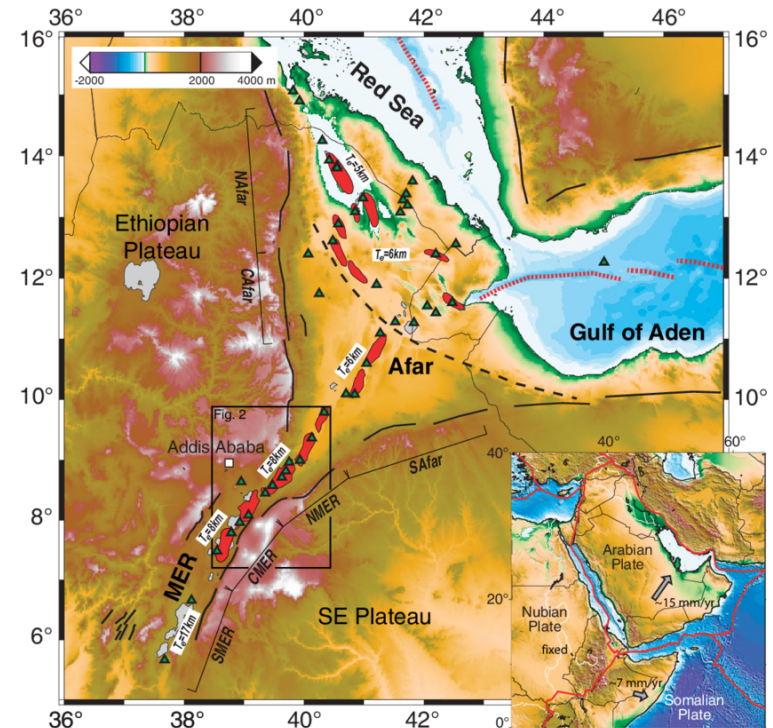 36° 38° 40° 42° 44° 46°
16° 16°
-2000 0 2000 4000 m
Red Sea
14° 14°
Te=5km
NAfar
Ethiopian
Plateau
Te=6km
12° 12°
CAfar
Gulf of Aden
Te=6km
Afar
10° 10°
Fig. 2
Addis Ababa
Te=8km
SAfar
8° 8°
Te=8km
NMER
MER
CMER
SE Plateau
6°
Te=17km
SMER
36° 38° 40° 42°
40° 40° 60°
Arabian
Plate
20°
~15 mm/yr
Nubian
Plate
fixed
~7 mm/yr
Somalian
Plate
0°